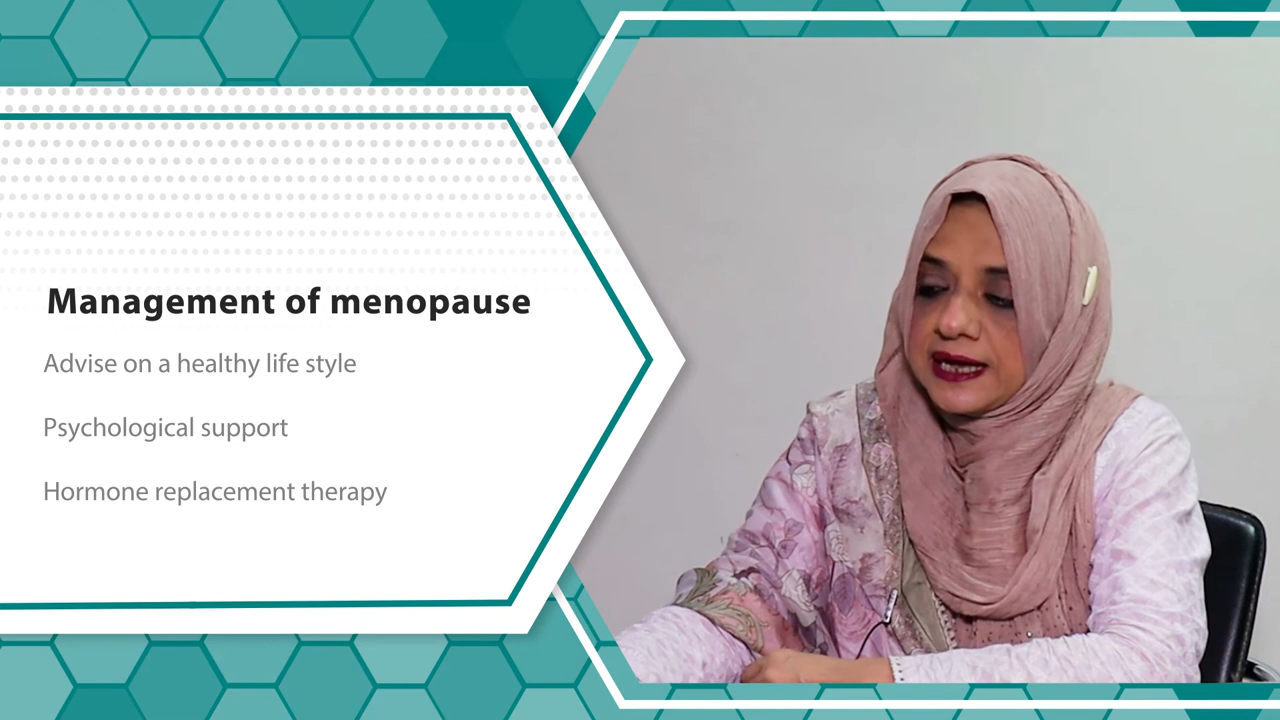 Management of menopause
Advise on a healthy life style
Psychological support
Hormone replacement therapy